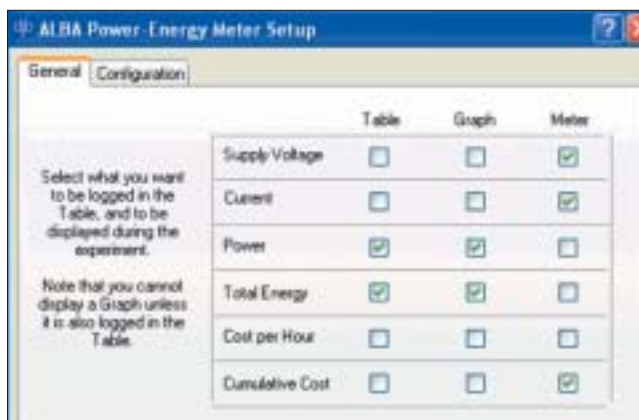 ALBA Power-Energy Meter Setup
General Configuration
Table Graph Meter
Select what you want
to be logged in the
Table, and to be
displayed during the
experiment.
Note that you cannot
display a Graph unless
it is also logged in the
Table.
Supply Voltage
Current
Power
Total Energy
Cost per Hour
Cumulative Cost